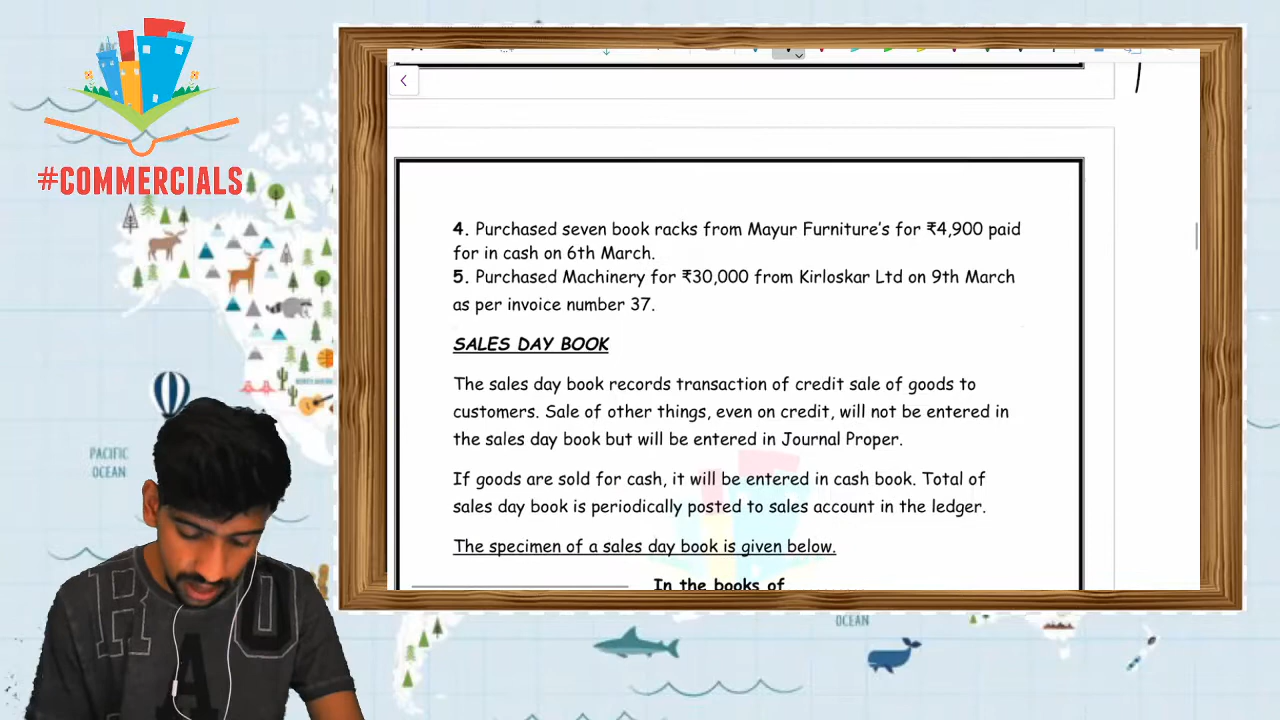 #COMMERCIALS
4. Purchased seven book racks from Mayur Furniture's for ₹4,900 paid
for in cash on 6th March.
5. Purchased Machinery for ₹30,000 from Kirloskar Ltd on 9th March
as per invoice number 37.
SALES DAY BOOK
The sales day book records transaction of credit sale of goods to
customers. Sale of other things, even on credit, will not be entered in
the sales day book but will be entered in Journal Proper.
If goods are sold for cash, it will be entered in cash book. Total of
sales day book is periodically posted to sales account in the ledger.
The specimen of a sales day book is given below.
In the books of
PACIFIC
OCEAN
OCEAN